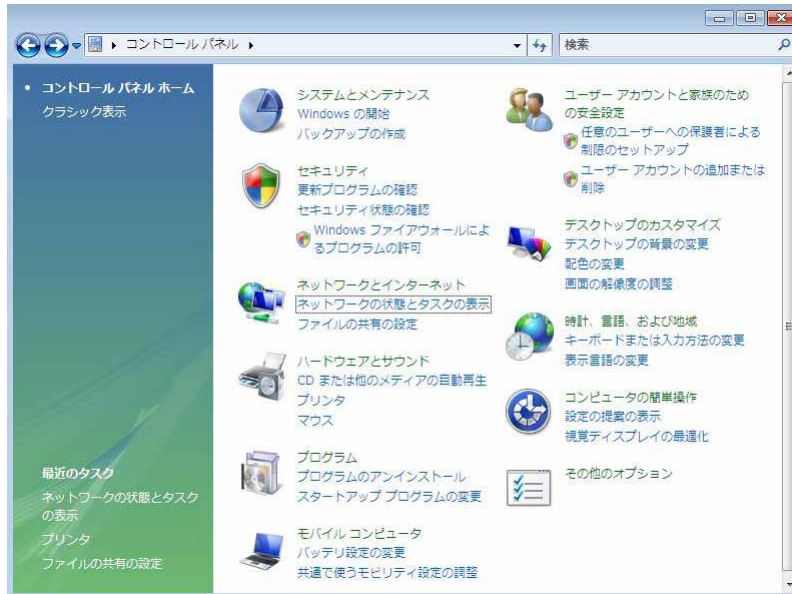 コントロール パネル
検索
コントロール パネル ホーム
クラシック表示
システムとメンテナンス
Windows の開始
バックアップの作成
セキュリティ
更新プログラムの確認
セキュリティ状態の確認
Windows ファイアウォールによ
るプログラムの許可
ネットワークとインターネット
ネットワークの状態とタスクの表示
ファイルの共有の設定
ハードウェアとサウンド
CD または他のメディアの自動再生
プリンタ
マウス
プログラム
プログラムのアンインストール
スタートアップ プログラムの変更
モバイル コンピュータ
バッテリ設定の変更
共通で使うモビリティ設定の調整
ユーザー アカウントと家族のため
の安全設定
任意のユーザーへの保護者による
制限のセットアップ
ユーザー アカウントの追加または
削除
デスクトップのカスタマイズ
デスクトップの背景の変更
配色の変更
画面の解像度の調整
時計、言語、および地域
キーボードまたは入力方法の変更
表示言語の変更
コンピュータの簡単操作
設定の提案の表示
視覚ディスプレイの最適化
その他のオプション
最近のタスク
ネットワークの状態とタスク
の表示
プリンタ
ファイルの共有の設定